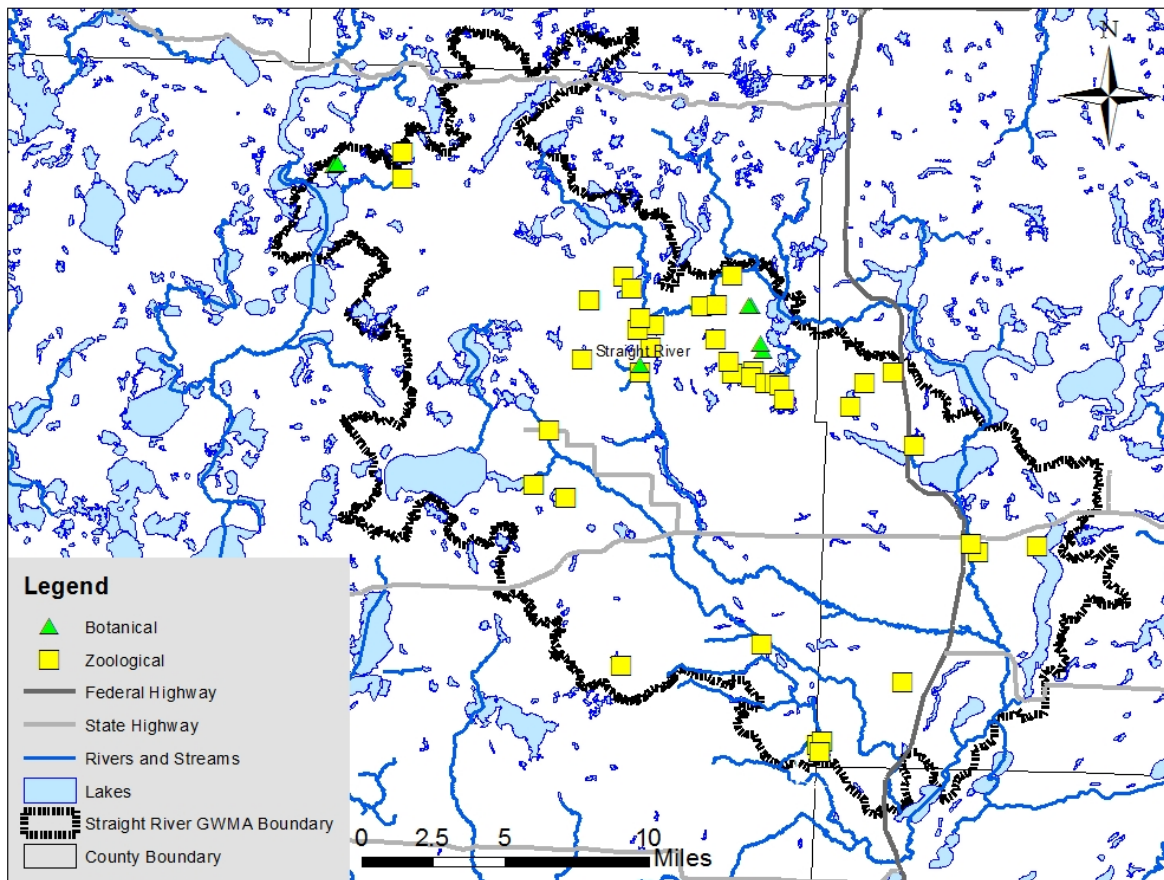 N
Straight River
Legend
Botanical
Zoological
Federal Highway
State Highway
Rivers and Streams
Lakes
Straight River GWMA Boundary
County Boundary
0 2.5 5 10
Miles